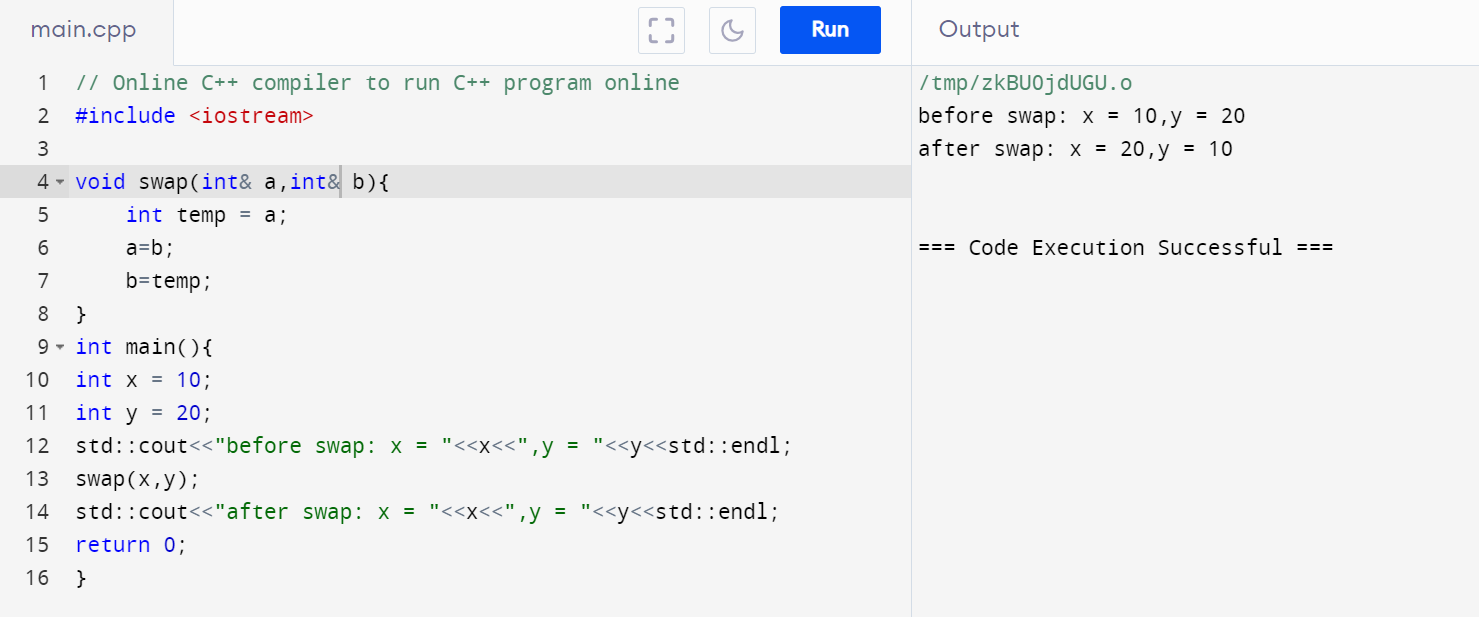 main.cpp
Run
Output
1 // Online C++ compiler to run C++ program online
2 #include <iostream>
3
4 void swap(int& a,int& b){
5     int temp = a;
6     a=b;
7     b=temp;
8 }
9 int main(){
10 int x = 10;
11 int y = 20;
12 std::cout<<"before swap: x = "<<x<<",y = "<<y<<std::endl;
13 swap(x,y);
14 std::cout<<"after swap: x = "<<x<<",y = "<<y<<std::endl;
15 return 0;
16 }
/tmp/zkBU0jdUGU.o
before swap: x = 10,y = 20
after swap: x = 20,y = 10
=== Code Execution Successful ===